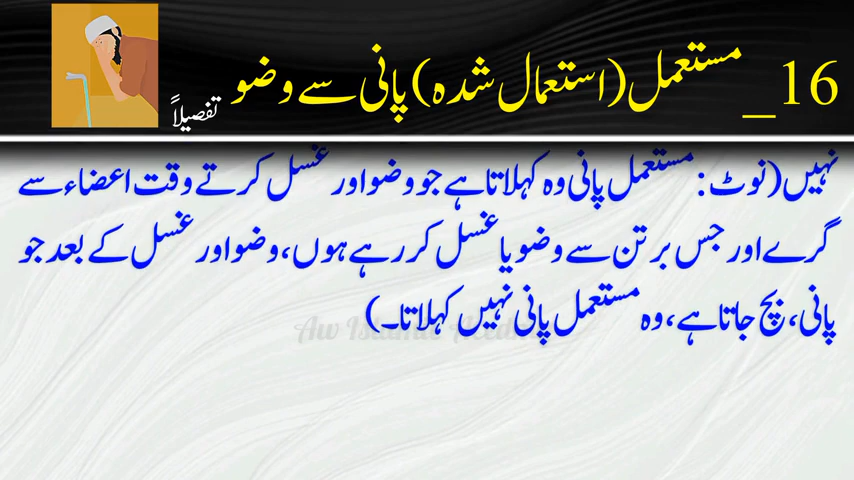 16_ مستعمل (استعمال شدہ) پانی سے وضو
تفصیلاً
نہیں (نوٹ: مستعمل پانی وہ کہلاتا ہے جو وضو اور غسل کرتے وقت اعضاء سے
گرے اور جس برتن سے وضو یا غسل کر رہے ہوں، وضو اور غسل کے بعد جو
پانی، بچ جاتا ہے، وہ مستعمل پانی نہیں کہلاتا۔)